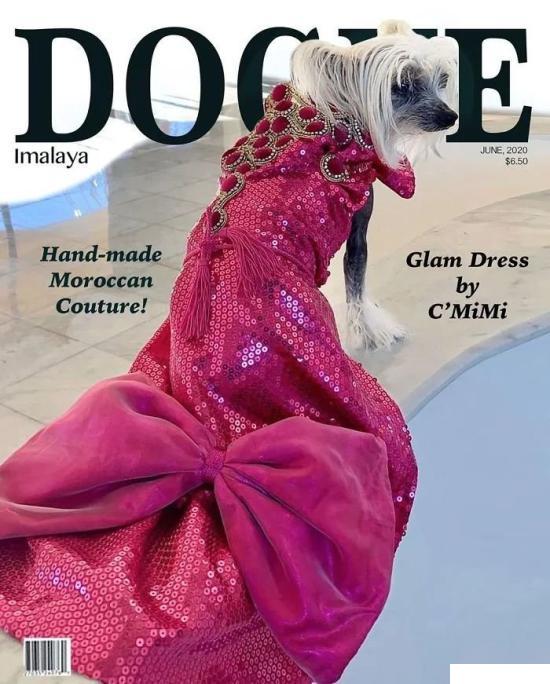 DOGUE
Imalaya
JUNE, 2020
$6.50
Hand-made
Moroccan
Couture!
Glam Dress
by
C'MiMi